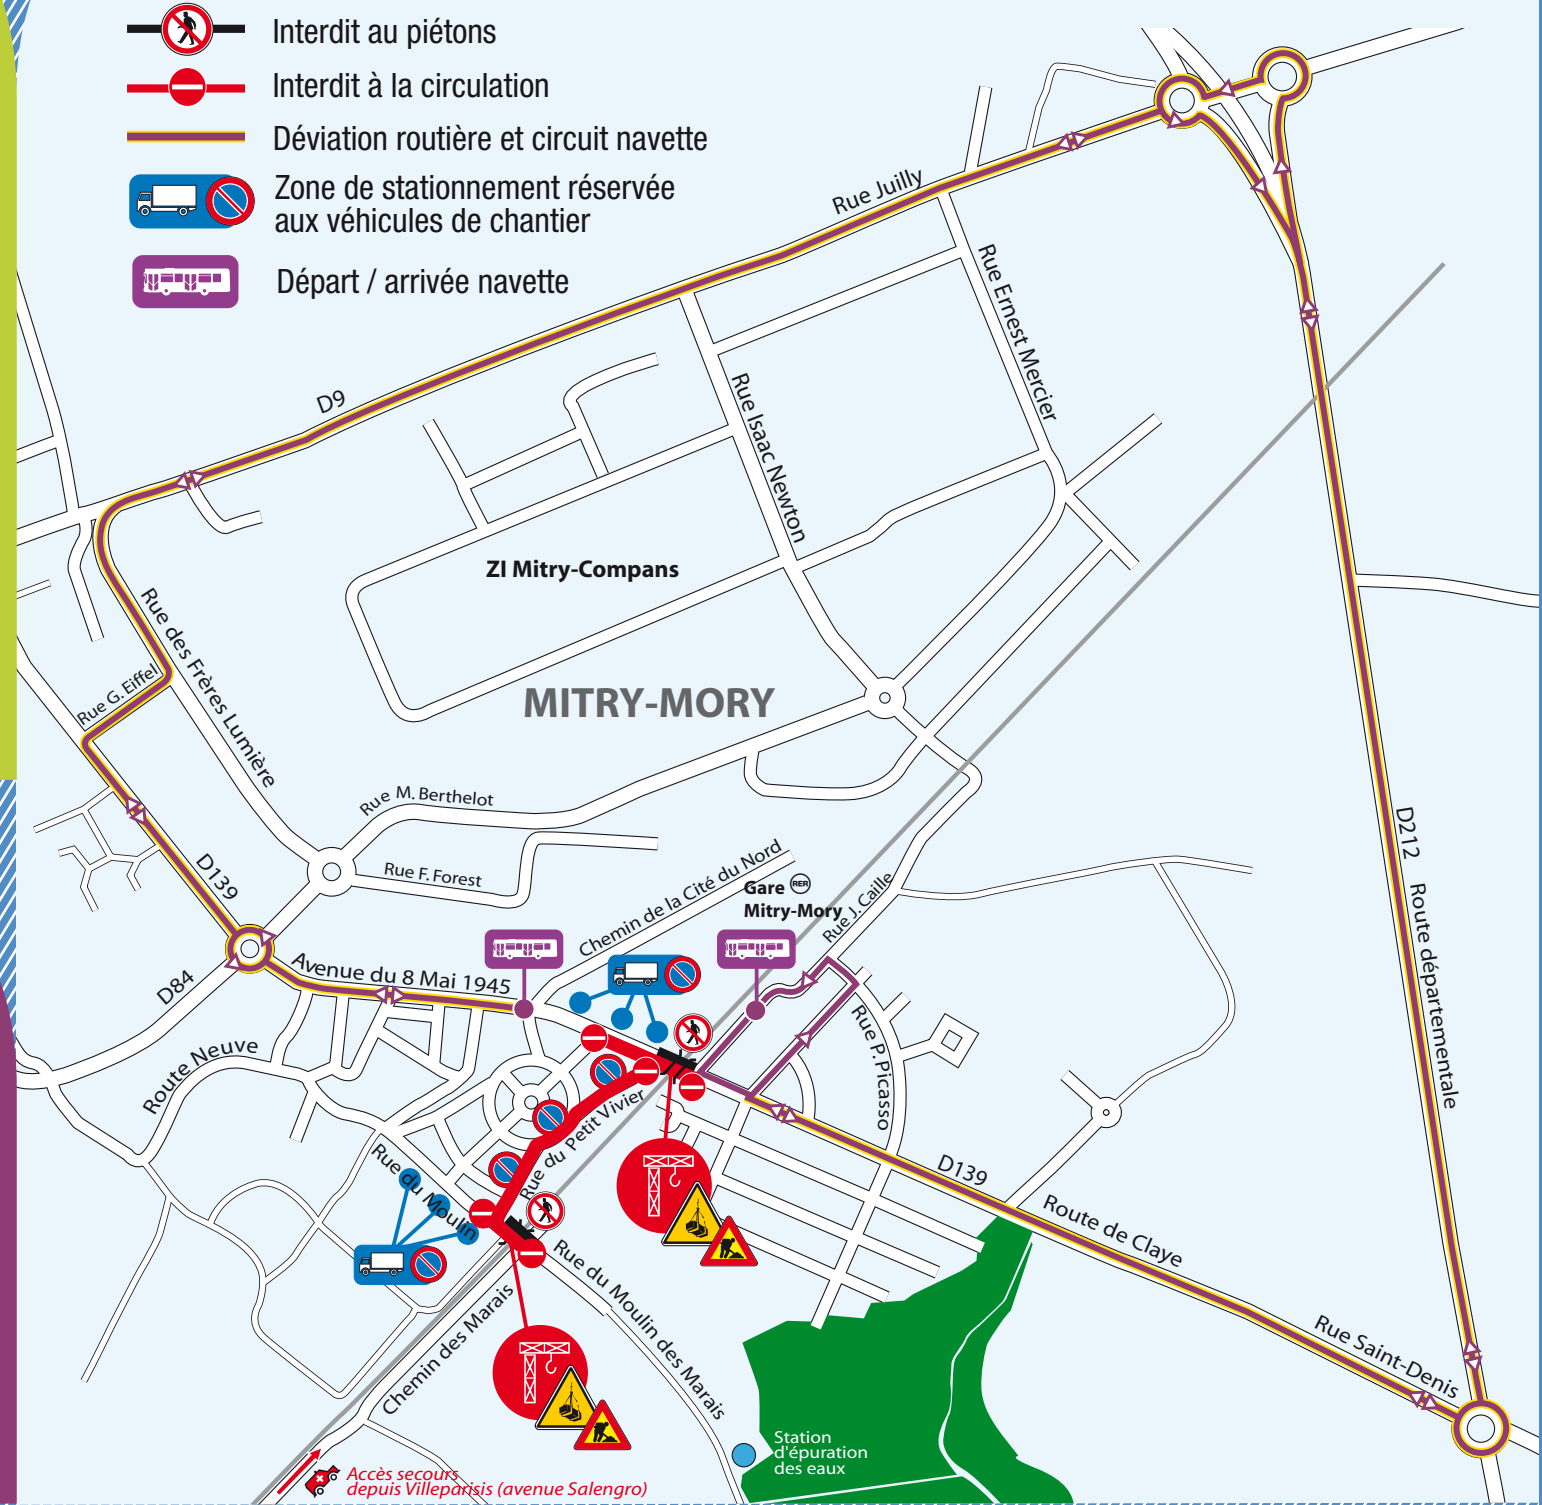 Interdit au piétons
Interdit à la circulation
Déviation routière et circuit navette
Zone de stationnement réservée
aux véhicules de chantier
Départ / arrivée navette
Rue Juilly
Rue Ernest Mercier
D9
Rue Isaac Newton
ZI Mitry-Compans
Rue des Frères Lumière
Rue G. Eiffel
MITRY-MORY
Rue M. Berthelot
D139
Rue F. Forest
Chemin de la Cité du Nord
Gare RER
Mitry-Mory
Rue J. Caille
D212
Route départementale
D84
Avenue du 8 Mai 1945
Route Neuve
Rue P. Picasso
Rue du Petit Vivier
Rue du Moulin
D139
Route de Claye
Rue du Moulin des Marais
Chemin des Marais
Rue Saint-Denis
Station
d'épuration
des eaux
Accès secours
depuis Villeparisis (avenue Salengro)